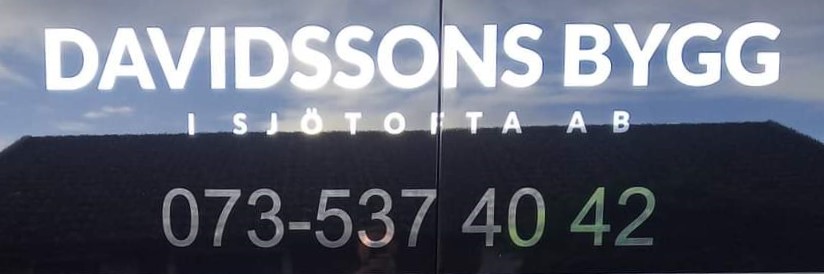 DAVIDSSONS BYGG
I SJÖTOFTA AB
073-537 40 42